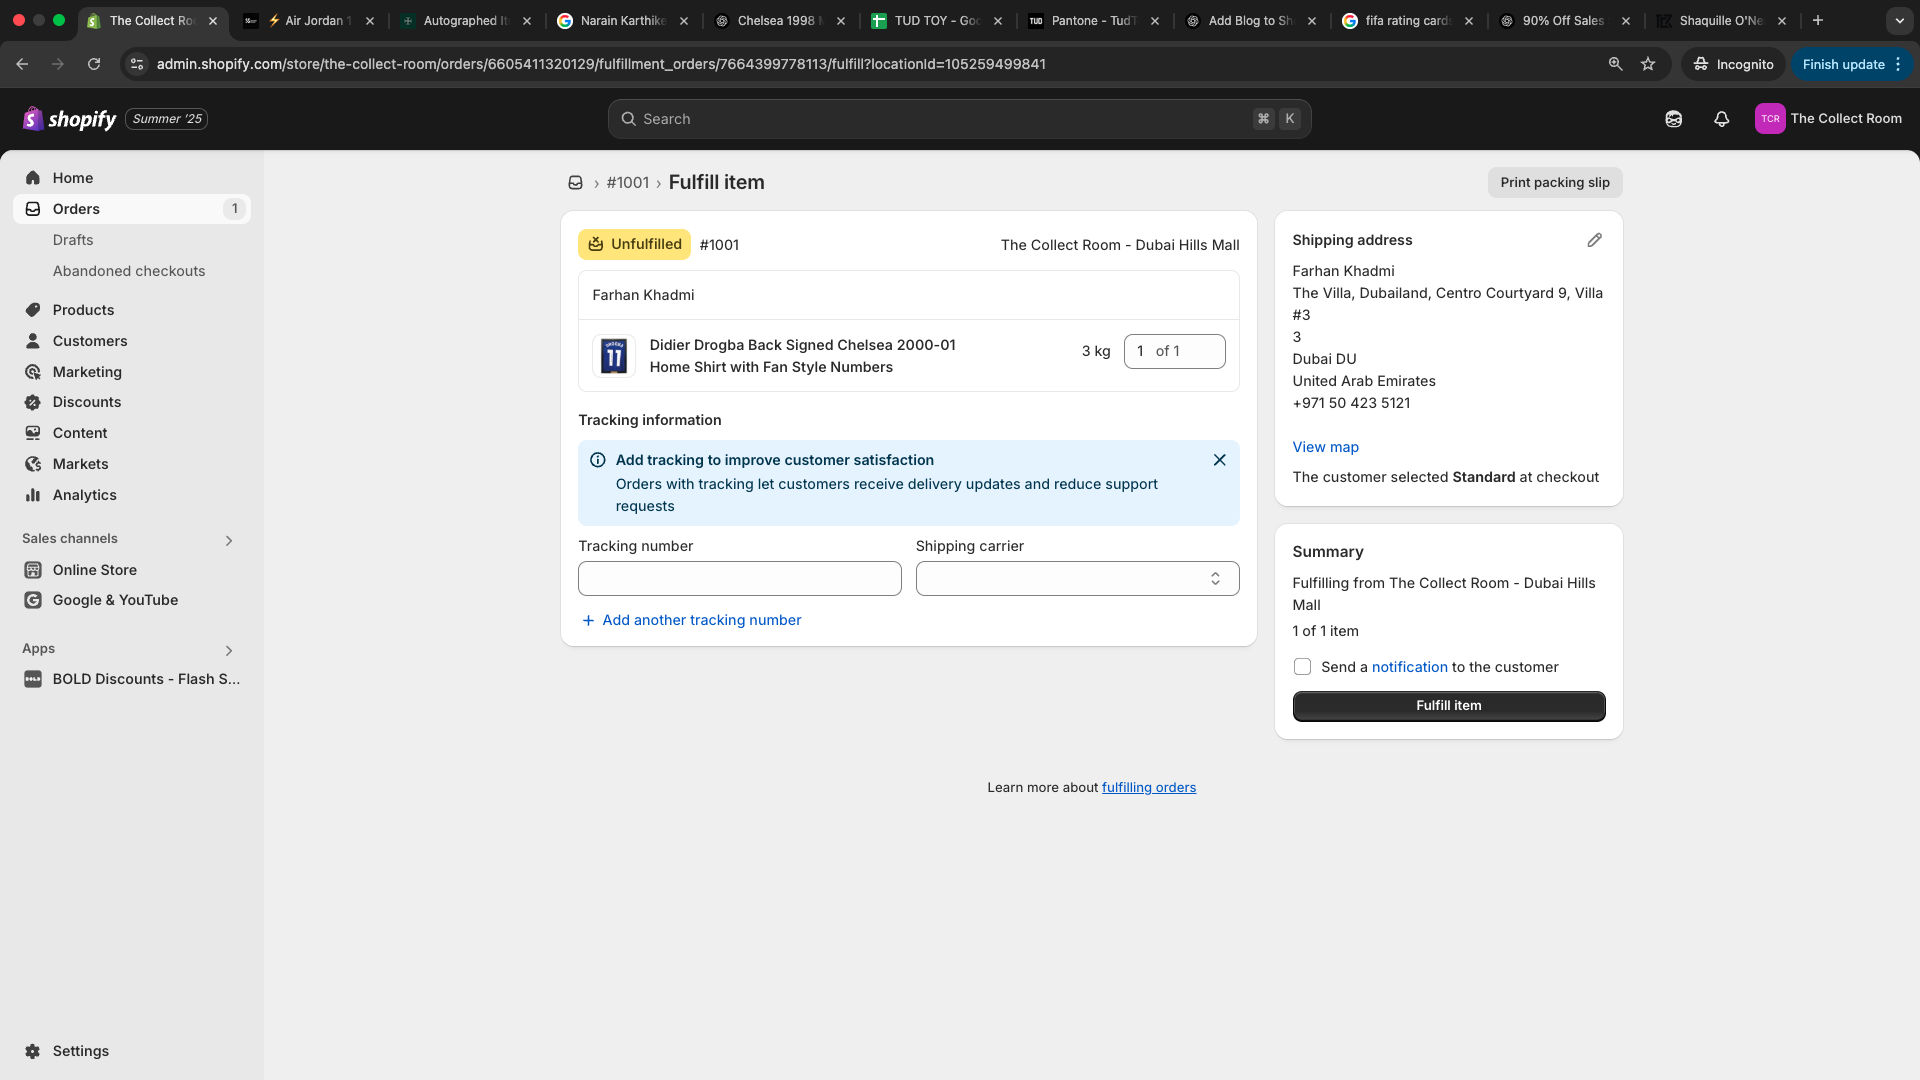 The Collect Ro
Air Jordan 1
Autographed It
Narain Karthike
Chelsea 1998
TUD TOY - Goo
TUD
Pantone - TudT
Add Blog to Sh
fifa rating cards
90% Off Sales
Shaquille O'Ne
admin.shopify.com/store/the-collect-room/orders/6605411320129/fulfillment_orders/7664399778113/fulfill?locationId=105259499841
Incognito
Finish update
shopify
Summer '25
Search
⌘ K
TCR
The Collect Room
Home
Orders
1
Drafts
Abandoned checkouts
Products
Customers
Marketing
Discounts
Content
Markets
Analytics
Sales channels
Online Store
Google & YouTube
Apps
BOLD Discounts - Flash S...
Settings
› #1001 › Fulfill item
Print packing slip
Unfulfilled
#1001
The Collect Room - Dubai Hills Mall
Farhan Khadmi
Didier Drogba Back Signed Chelsea 2000-01
Home Shirt with Fan Style Numbers
3 kg
1 of 1
Tracking information
Add tracking to improve customer satisfaction
Orders with tracking let customers receive delivery updates and reduce support
requests
Tracking number
Shipping carrier
+ Add another tracking number
Shipping address
Farhan Khadmi
The Villa, Dubailand, Centro Courtyard 9, Villa
#3
3
Dubai DU
United Arab Emirates
+971 50 423 5121
View map
The customer selected Standard at checkout
Summary
Fulfilling from The Collect Room - Dubai Hills
Mall
1 of 1 item
Send a notification to the customer
Fulfill item
Learn more about fulfilling orders